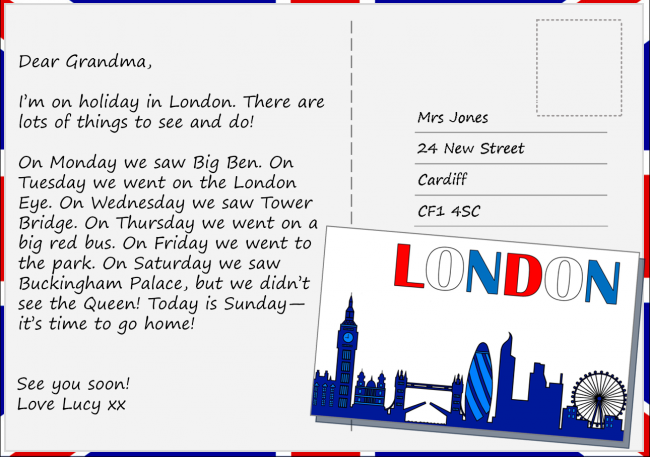 Dear Grandma,
I'm on holiday in London. There are
lots of things to see and do!
On Monday we saw Big Ben. On
Tuesday we went on the London
Eye. On Wednesday we saw Tower
Bridge. On Thursday we went on a
big red bus. On Friday we went to
the park. On Saturday we saw
Buckingham Palace, but we didn't
see the Queen! Today is Sunday—
it's time to go home!
See you soon!
Love Lucy xx
Mrs Jones
24 New Street
Cardiff
CF1 4SC
LONDON